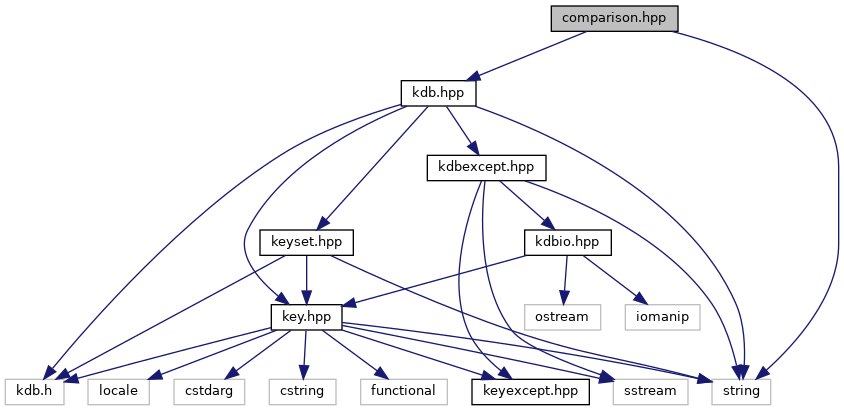 comparison.hpp
kdb.hpp
kdbexcept.hpp
keyset.hpp
kdbio.hpp
key.hpp
ostream
iomanip
kdb.h
locale
cstdarg
cstring
functional
keyexcept.hpp
sstream
string